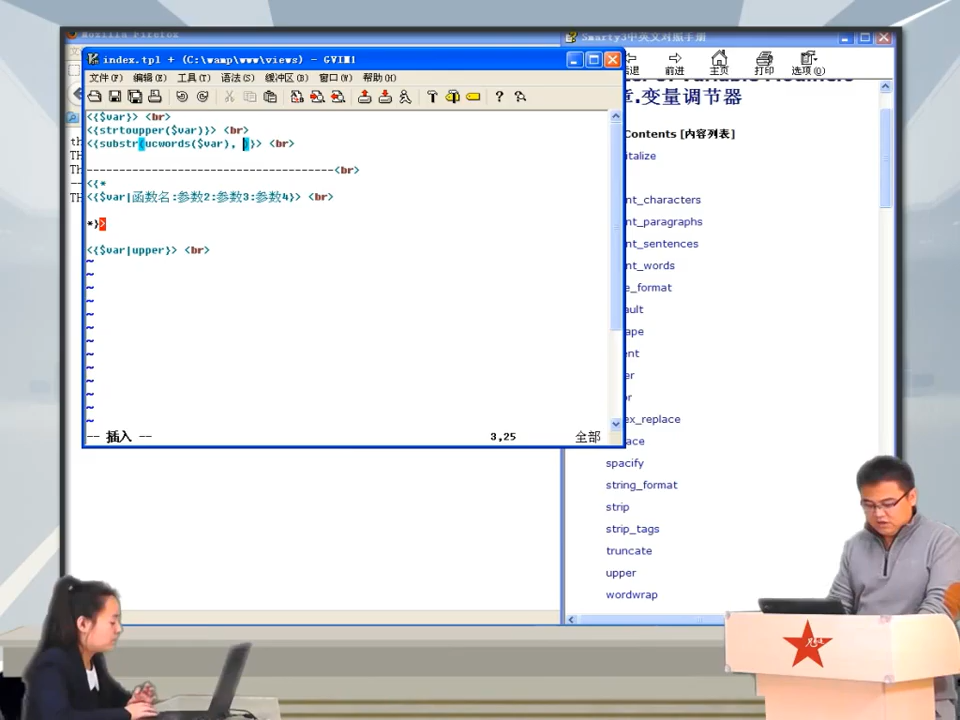 Mozilla Firefox
Smarty3中英文对照手册
index.tpl + (C:\wamp\www\views) - GVIM1
文件(F) 编辑(E) 工具(T) 语法(S) 缓冲区(B) 窗口(W) 帮助(H)
前进 主页 打印 选项(O)
章.变量调节器
Contents [内容列表]
italize
nt_characters
nt_paragraphs
nt_sentences
nt_words
e_format
ault
ape
ent
er
or
ex_replace
ace
spacify
string_format
strip
strip_tags
truncate
upper
wordwrap
<{$var}> <br>
<{strtoupper($var)}> <br>
<{substr(ucwords($var), )}> <br>
--------------------------------------<br>
<{*
<{$var|函数名:参数2:参数3:参数4}> <br>
*}>
<{$var|upper}> <br>
~
~
~
~
~
~
~
~
~
~
~
~
~
-- 插入 --
3,25
全部